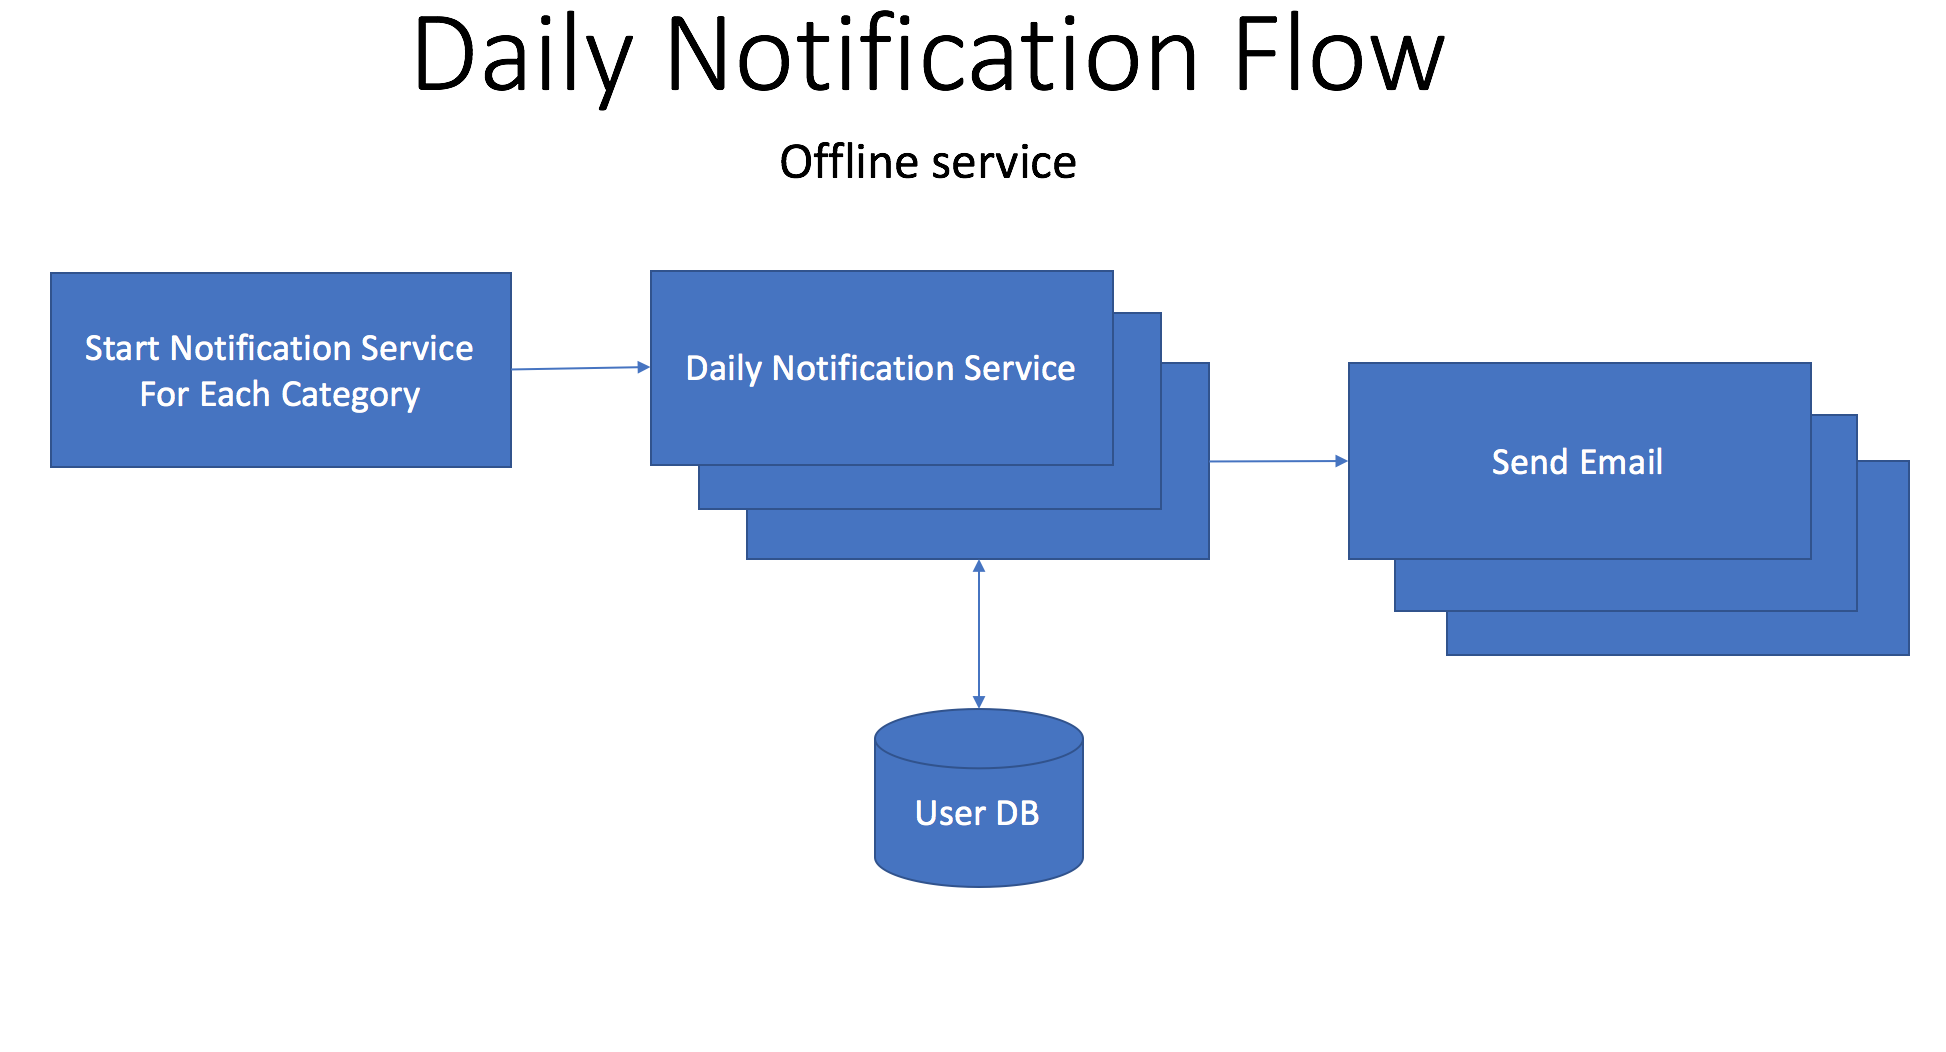 Daily Notification Flow
Offline service
Start Notification Service
For Each Category
Daily Notification Service
Send Email
User DB